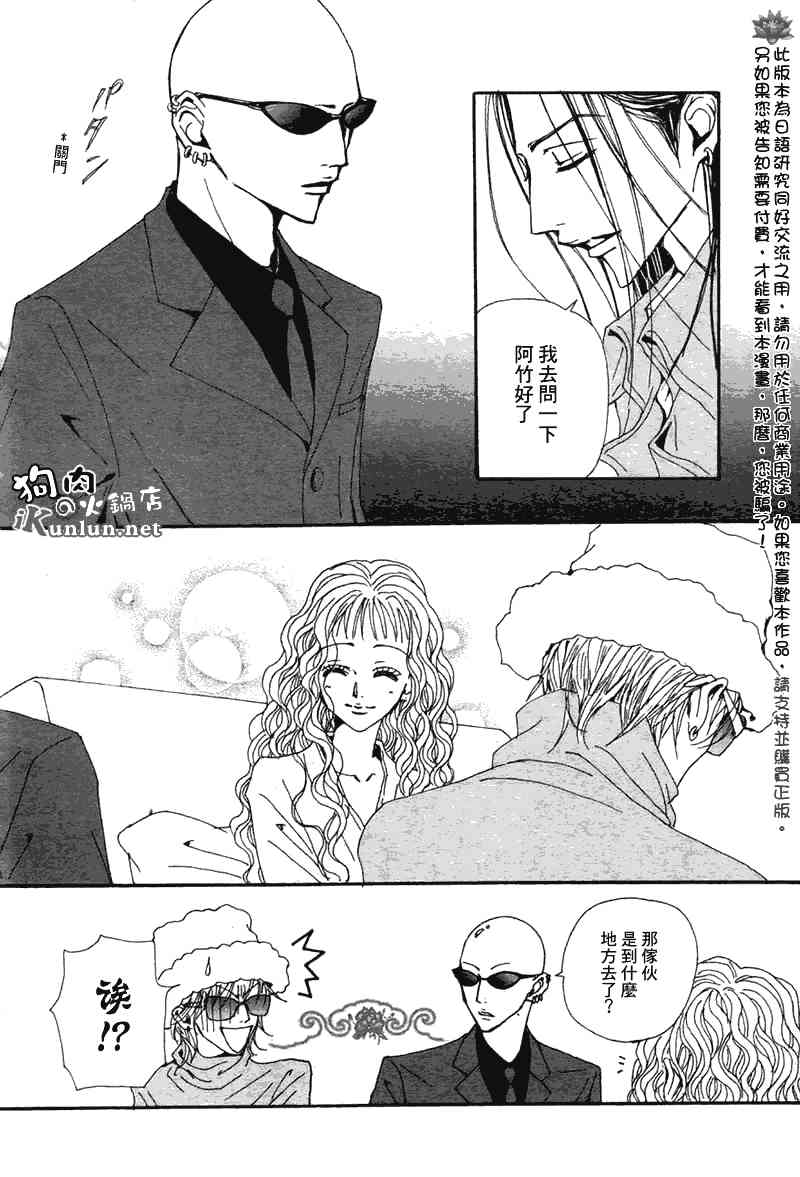 此版本為日語研究同好交流之用，請勿用於任何商業用途。如果您喜歡本作品，請支持並購買正版。
另如果您被告知需要付費，才能看到本漫畫，那麼，您被騙了！
我去問一下
阿竹好了
パタン
*關門
狗肉の火鍋店
iKunlun.net
那傢伙
是到什麼
地方去了？
誒!?